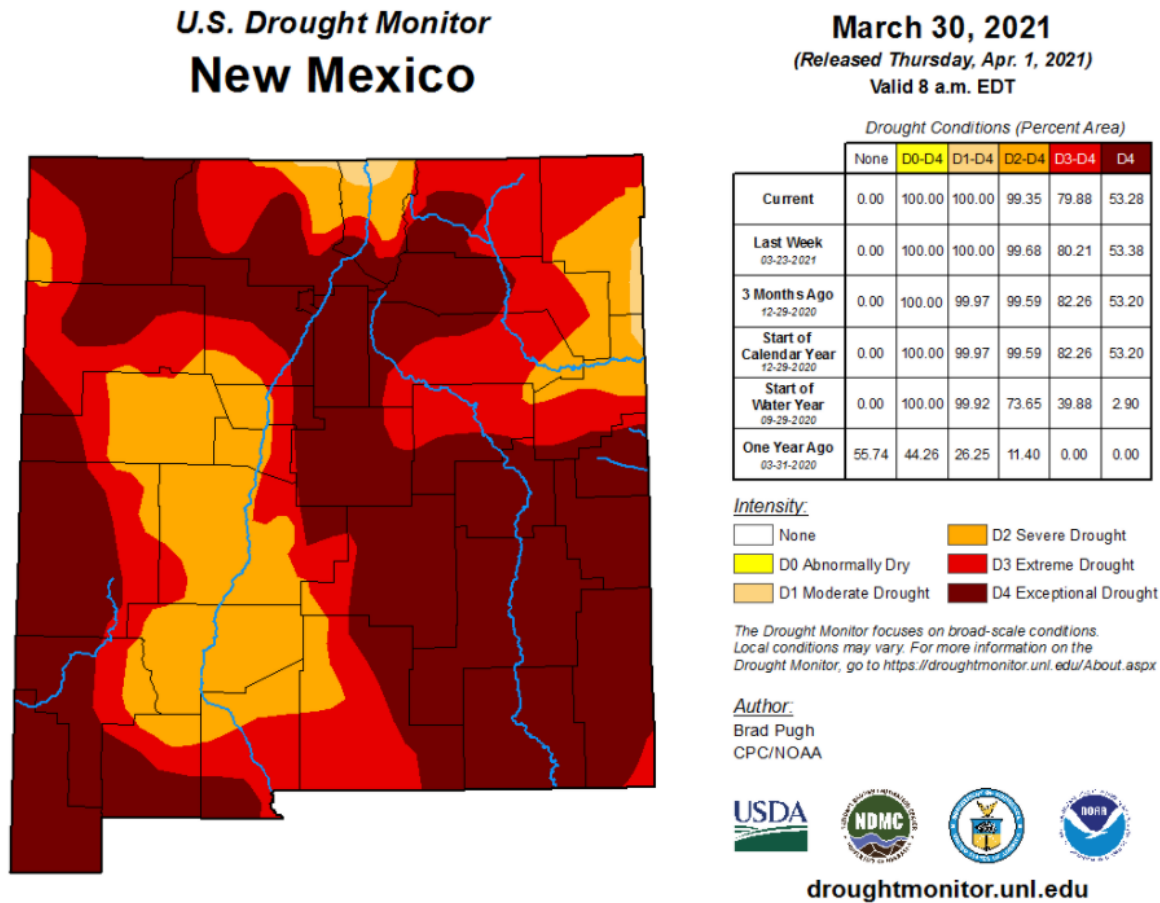 U.S. Drought Monitor
New Mexico
March 30, 2021
(Released Thursday, Apr. 1, 2021)
Valid 8 a.m. EDT
Drought Conditions (Percent Area)
None D0-D4 D1-D4 D2-D4 D3-D4 D4
Current 0.00 100.00 100.00 99.35 79.88 53.28
Last Week
03-23-2021 0.00 100.00 100.00 99.68 80.21 53.38
3 Months Ago
12-29-2020 0.00 100.00 99.97 99.59 82.26 53.20
Start of
Calendar Year
12-29-2020 0.00 100.00 99.97 99.59 82.26 53.20
Start of
Water Year
09-29-2020 0.00 100.00 99.92 73.65 39.88 2.90
One Year Ago
03-31-2020 55.74 44.26 26.25 11.40 0.00 0.00
Intensity:
None
D0 Abnormally Dry
D1 Moderate Drought
D2 Severe Drought
D3 Extreme Drought
D4 Exceptional Drought
The Drought Monitor focuses on broad-scale conditions.
Local conditions may vary. For more information on the
Drought Monitor, go to https://droughtmonitor.unl.edu/About.aspx
Author:
Brad Pugh
CPC/NOAA
USDA
NDMC
NOAA
droughtmonitor.unl.edu